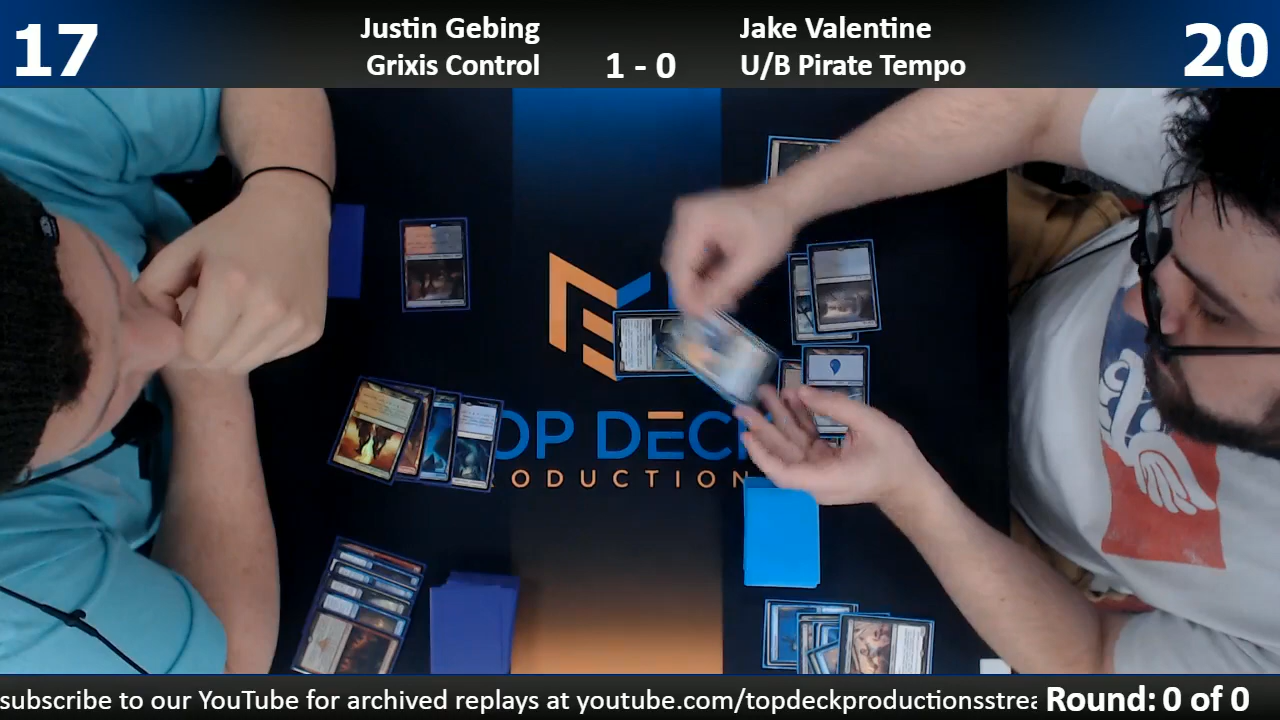 17
Justin Gebing
Grixis Control
1 - 0
Jake Valentine
U/B Pirate Tempo
20
OP DECK
RODUCTION
subscribe to our YouTube for archived replays at youtube.com/topdeckproductionsstrea
Round: 0 of 0